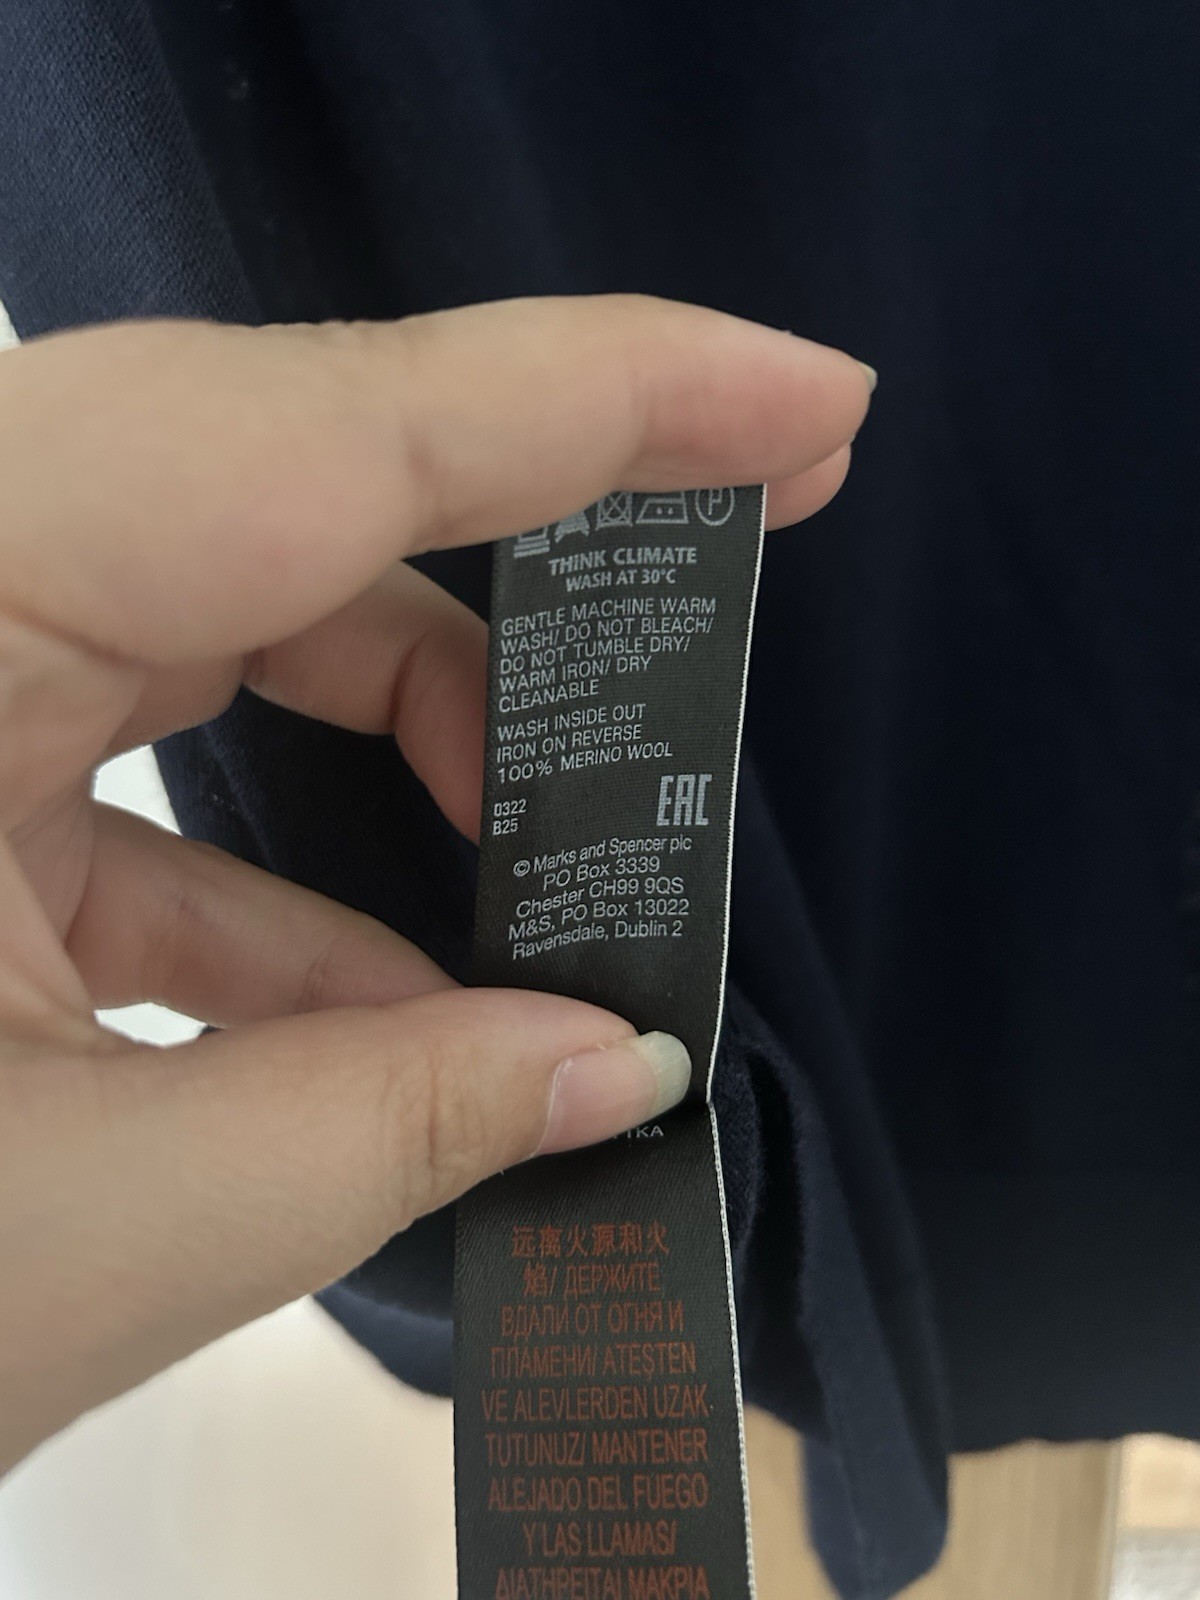 THINK CLIMATE
WASH AT 30°C
GENTLE MACHINE WARM
WASH/ DO NOT BLEACH/
DO NOT TUMBLE DRY/
WARM IRON/ DRY
CLEANABLE
WASH INSIDE OUT
IRON ON REVERSE
100% MERINO WOOL
0322
B25
EAC
© Marks and Spencer plc
PO Box 3339
Chester CH99 9QS
M&S, PO Box 13022
Ravensdale, Dublin 2
远离火源和火
焰/ ДЕРЖИТЕ
ВДАЛИ ОТ ОГНЯ И
ПЛАМЕНИ/ ATEŞTEN
VE ALEVLERDEN UZAK
TUTUNUZ/ MANTENER
ALEJADO DEL FUEGO
Y LAS LLAMAS/
ΔΙΑΤΗΡΕΙΤΑΙ ΜΑΚΡΙΑ